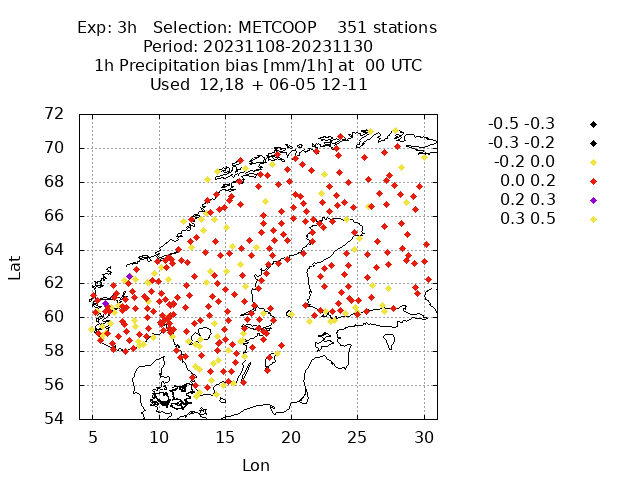 Exp: 3h   Selection: METCOOP    351 stations
Period: 20231108-20231130
1h Precipitation bias [mm/1h] at  00 UTC
Used  12,18  + 06-05 12-11
72
70
68
66
64
62
60
58
56
54
Lat
5 10 15 20 25 30
Lon
-0.5 -0.3
-0.3 -0.2
-0.2 0.0
0.0 0.2
0.2 0.3
0.3 0.5